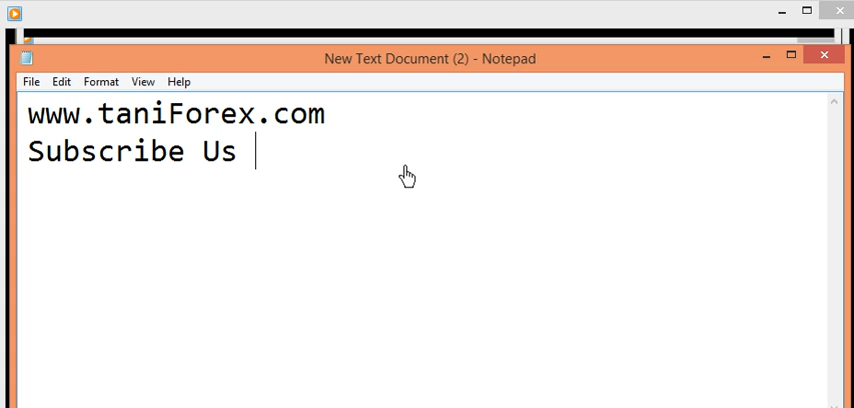 New Text Document (2) - Notepad
File Edit Format View Help
www.taniForex.com
Subscribe Us